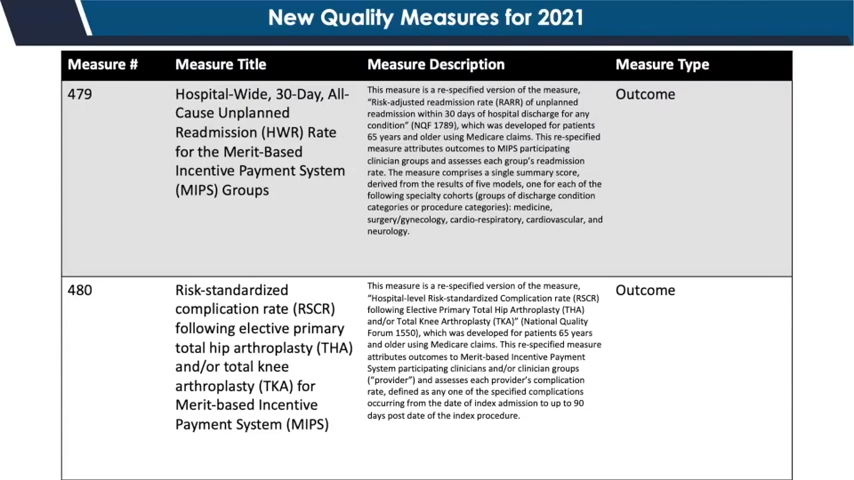 New Quality Measures for 2021
Measure #
Measure Title
Measure Description
Measure Type
479
Hospital-Wide, 30-Day, All-
Cause Unplanned
Readmission (HWR) Rate
for the Merit-Based
Incentive Payment System
(MIPS) Groups
This measure is a re-specified version of the measure,
“Risk-adjusted readmission rate (RARR) of unplanned
readmission within 30 days of hospital discharge for any
condition” (NQF 1789), which was developed for patients
65 years and older using Medicare claims. This re-specified
measure attributes outcomes to MIPS participating
clinician groups and assesses each group’s readmission
rate. The measure comprises a single summary score,
derived from the results of five models, one for each of the
following specialty cohorts (groups of discharge condition
categories or procedure categories): medicine,
surgery/gynecology, cardio-respiratory, cardiovascular, and
neurology.
Outcome
480
Risk-standardized
complication rate (RSCR)
following elective primary
total hip arthroplasty (THA)
and/or total knee
arthroplasty (TKA) for
Merit-based Incentive
Payment System (MIPS)
This measure is a re-specified version of the measure,
“Hospital-level Risk-standardized Complication rate (RSCR)
following Elective Primary Total Hip Arthroplasty (THA)
and/or Total Knee Arthroplasty (TKA)” (National Quality
Forum 1550), which was developed for patients 65 years
and older using Medicare claims. This re-specified measure
attributes outcomes to Merit-based Incentive Payment
System participating clinicians and/or clinician groups
(“provider”) and assesses each provider’s complication
rate, defined as any one of the specified complications
occurring from the date of index admission to up to 90
days post date of the index procedure.
Outcome